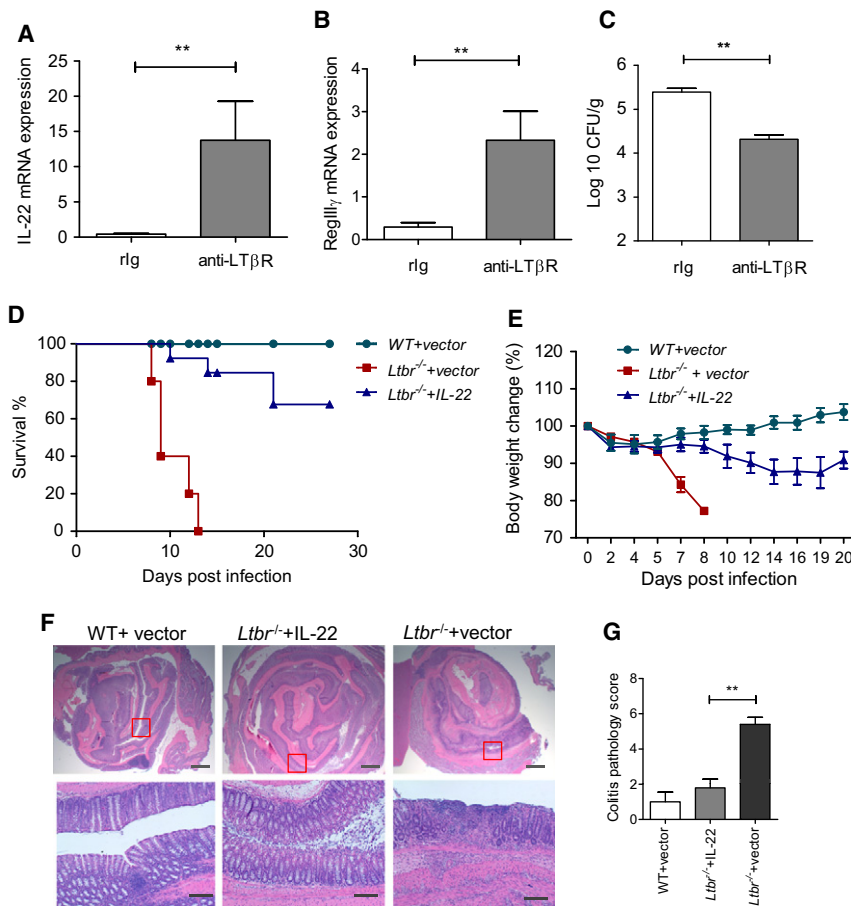 A
**
IL-22 mRNA expression
25
20
15
10
5
0
rIg
anti-LTβR
B
**
RegIIIγ mRNA expression
4
3
2
1
0
rIg
anti-LTβR
C
**
Log 10 CFU/g
6
5
4
3
2
rIg
anti-LTβR
D
Survival %
100
80
60
40
20
0
0
10
20
30
Days post infection
WT+vector
Ltbr-/-+vector
Ltbr-/-+IL-22
E
Body weight change (%)
120
110
100
90
80
70
0 2 4 5 7 8 10 12 14 16 19 20
Days post infection
WT+vector
Ltbr-/- + vector
Ltbr-/-+IL-22
F
WT+ vector
Ltbr-/-+IL-22
Ltbr-/-+vector
G
Colitis pathology score
8
6
4
2
0
**
WT+vector
Ltbr-/-+IL-22
Ltbr-/-+vector